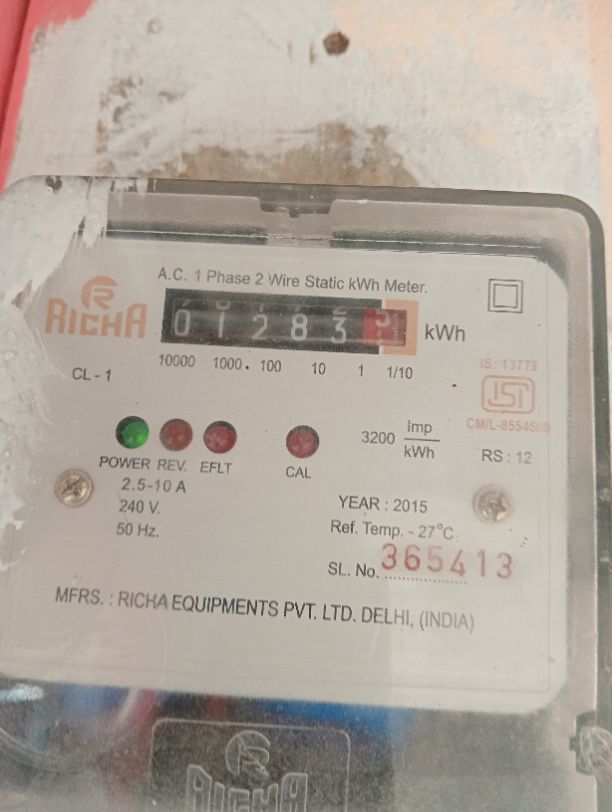 A.C. 1 Phase 2 Wire Static kWh Meter.
RICHA
0 1 2 8 3 kWh
10000 1000. 100 10 1 1/10
CL - 1
IS: 13779
ISI
3200 Imp/kWh
RS : 12
POWER REV. EFLT CAL
2.5-10 A
240 V.
50 Hz.
YEAR : 2015
Ref. Temp. - 27°C.
SL. No. 365413
MFRS. : RICHA EQUIPMENTS PVT. LTD. DELHI, (INDIA)
RICHA